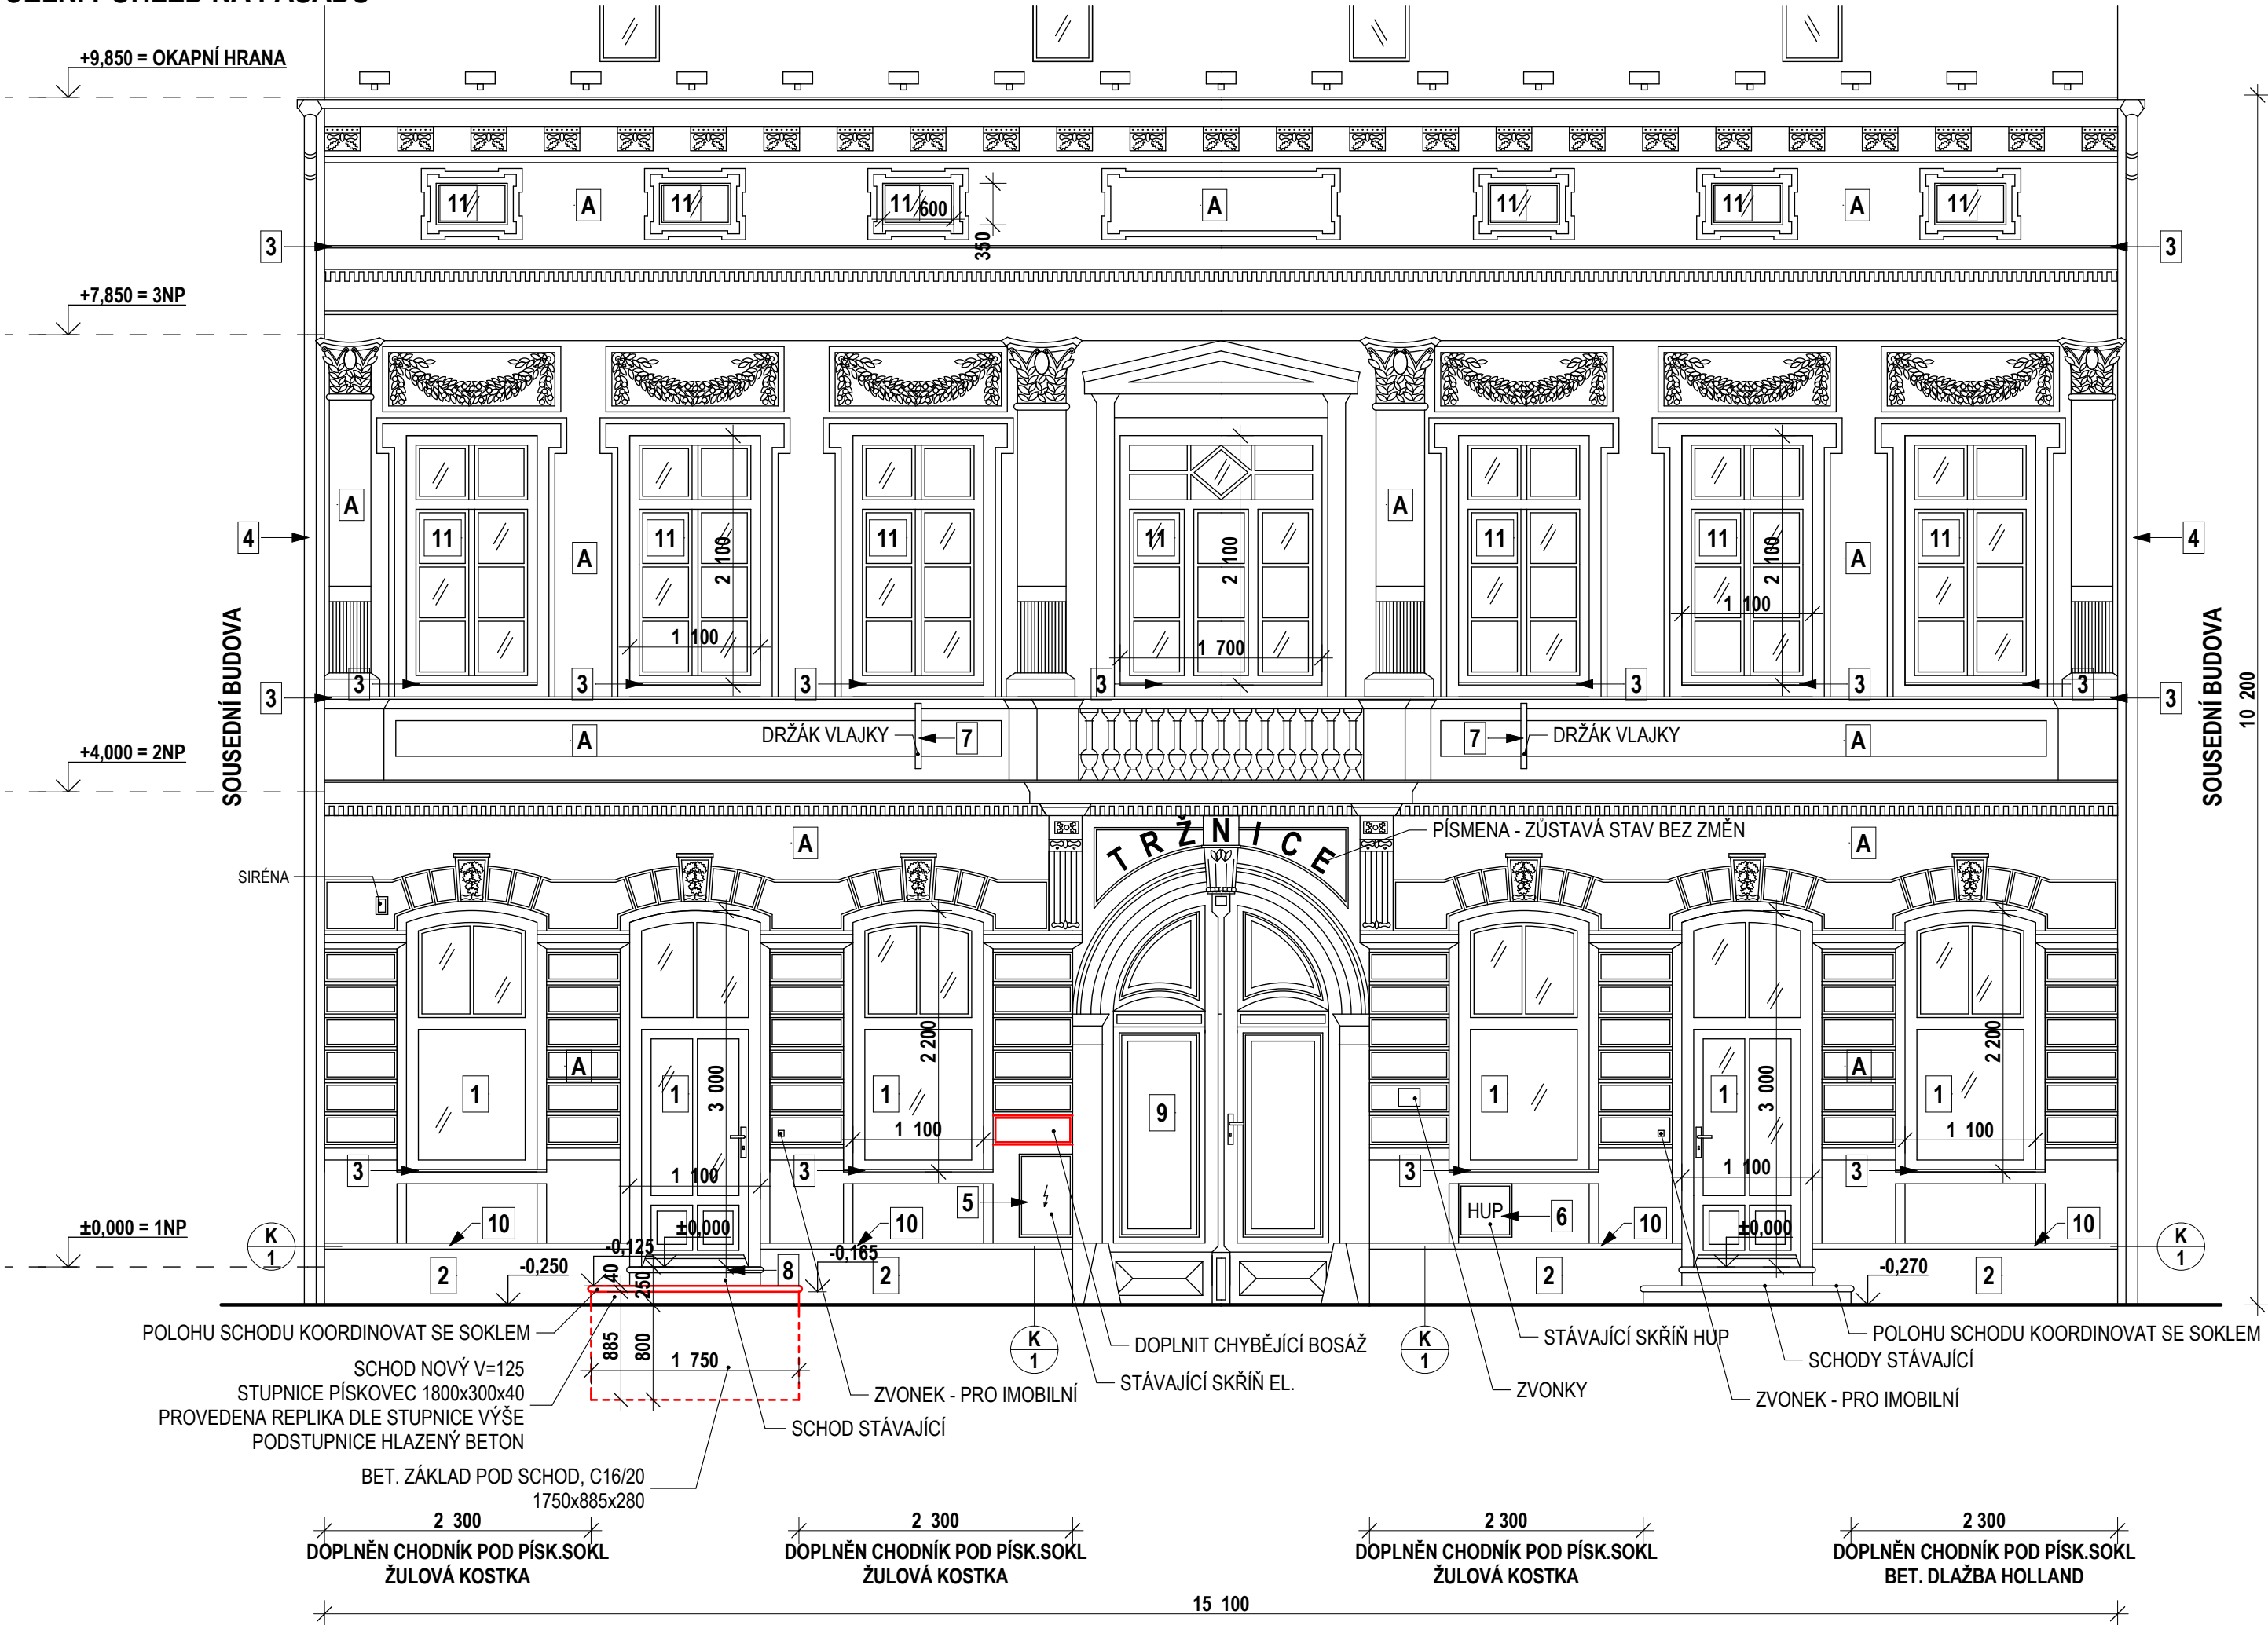 +9,850 = OKAPNÍ HRANA
11 A 11 11 600 350 A 11 11 A 11
3 3
+7,850 = 3NP
A A
4 11 11 11 11 11 11 11 4
A A
2 100 2 100 2 100
1 100 1 100
1 700
3 3 3 3 3 3 3
3 3
SOUSEDNÍ BUDOVA
SOUSEDNÍ BUDOVA
10 200
A DRŽÁK VLAJKY 7 7 DRŽÁK VLAJKY A
+4,000 = 2NP
TRŽNICE
PÍSMENA - ZŮSTAVÁ STAV BEZ ZMĚN
A A
SIRÉNA
2 200 2 200
A A
1 1 1 1 1 1
3 000 3 000
9
1 100 1 100
1 100 1 100
3 3 3 3
5 HUP 6
10 10 10 10
±0,000 = 1NP
±0,000 ±0,000
K
1
K
1
-0,125 -0,165
2 -0,250 40 250 8 2 2 -0,270 2
POLOHU SCHODU KOORDINOVAT SE SOKLEM
885 800
1 750
K
1
K
1
DOPLNIT CHYBĚJÍCÍ BOSÁŽ
STÁVAJÍCÍ SKŘÍŇ HUP
POLOHU SCHODU KOORDINOVAT SE SOKLEM
SCHODY STÁVAJÍCÍ
SCHOD NOVÝ V=125
STUPNICE PÍSKOVEC 1800x300x40
PROVEDENA REPLIKA DLE STUPNICE VÝŠE
PODSTUPNICE HLAZENÝ BETON
STÁVAJÍCÍ SKŘÍŇ EL.
ZVONEK - PRO IMOBILNÍ
ZVONKY
ZVONEK - PRO IMOBILNÍ
SCHOD STÁVAJÍCÍ
BET. ZÁKLAD POD SCHOD, C16/20
1750x885x280
2 300
DOPLNĚN CHODNÍK POD PÍSK.SOKL
ŽULOVÁ KOSTKA
2 300
DOPLNĚN CHODNÍK POD PÍSK.SOKL
ŽULOVÁ KOSTKA
2 300
DOPLNĚN CHODNÍK POD PÍSK.SOKL
ŽULOVÁ KOSTKA
2 300
DOPLNĚN CHODNÍK POD PÍSK.SOKL
BET. DLAŽBA HOLLAND
15 100